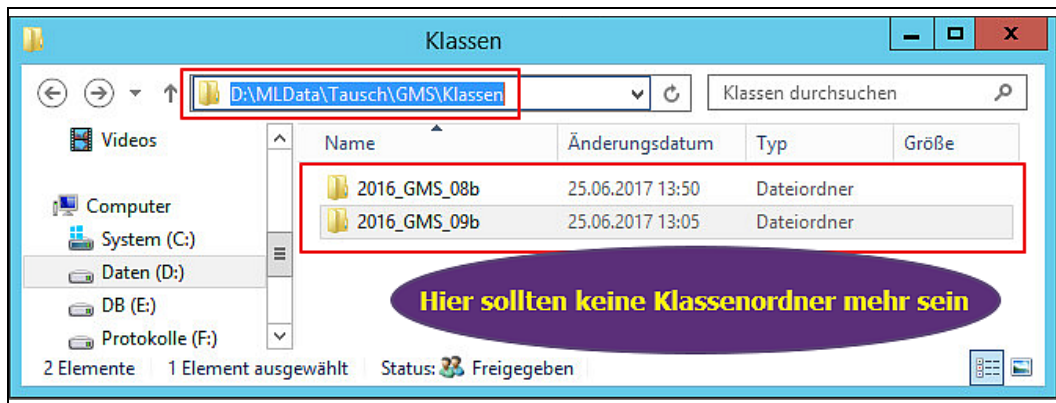 Klassen
D:\MLData\Tausch\GMS\Klassen
Klassen durchsuchen
Videos
Computer
System (C:)
Daten (D:)
DB (E:)
Protokolle (F:)
Name Änderungsdatum Typ Größe
2016_GMS_08b 25.06.2017 13:50 Dateiordner
2016_GMS_09b 25.06.2017 13:05 Dateiordner
Hier sollten keine Klassenordner mehr sein
2 Elemente 1 Element ausgewählt Status: Freigegeben